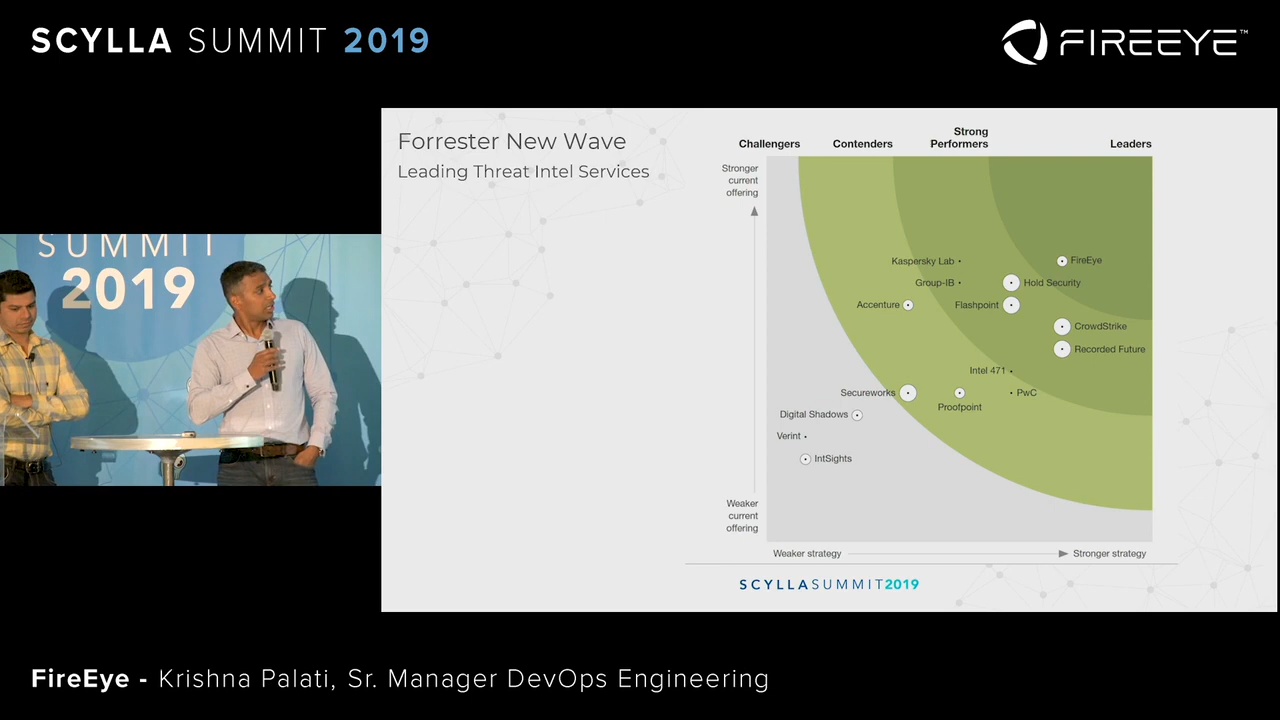 SCYLLA SUMMIT 2019
FIREEYE™
SUMMIT
2019
Forrester New Wave
Leading Threat Intel Services
Challengers
Contenders
Strong
Performers
Leaders
Stronger
current
offering
Kaspersky Lab
FireEye
Group-IB
Hold Security
Accenture
Flashpoint
CrowdStrike
Recorded Future
Intel 471
Secureworks
PwC
Proofpoint
Digital Shadows
Verint
IntSights
Weaker
current
offering
Weaker strategy
Stronger strategy
SCYLLASUMMIT2019
FireEye - Krishna Palati, Sr. Manager DevOps Engineering